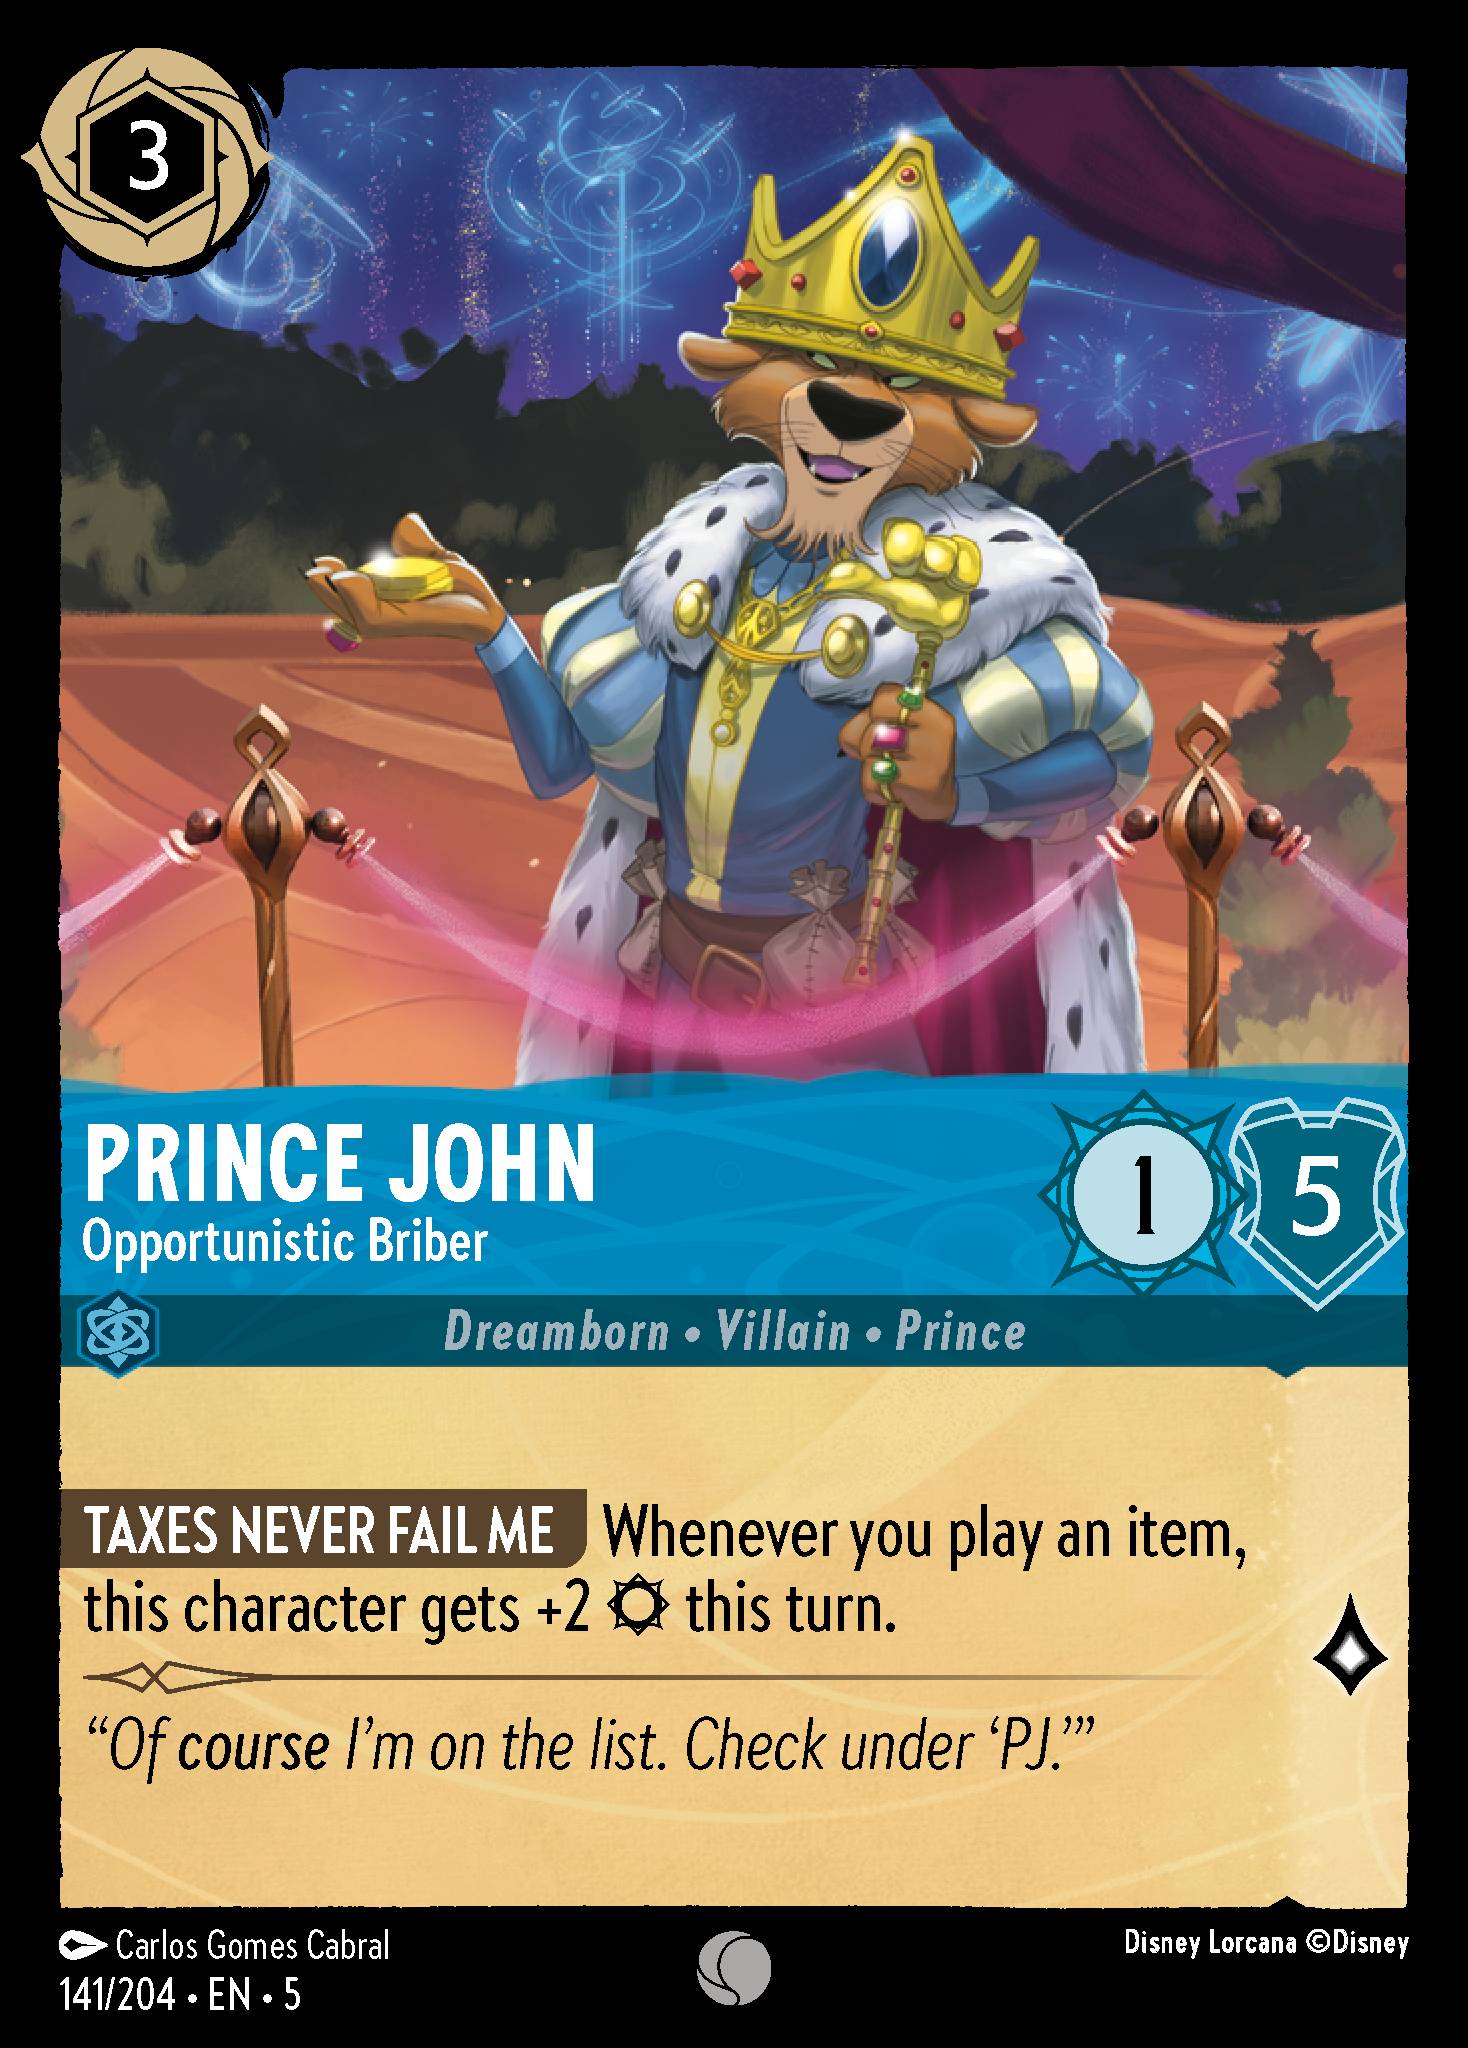 3
PRINCE JOHN
Opportunistic Briber
1
5
Dreamborn • Villain • Prince
TAXES NEVER FAIL ME Whenever you play an item,
this character gets +2 this turn.
“Of course I’m on the list. Check under ‘PJ.’”
Carlos Gomes Cabral
141/204 • EN • 5
Disney Lorcana ©Disney